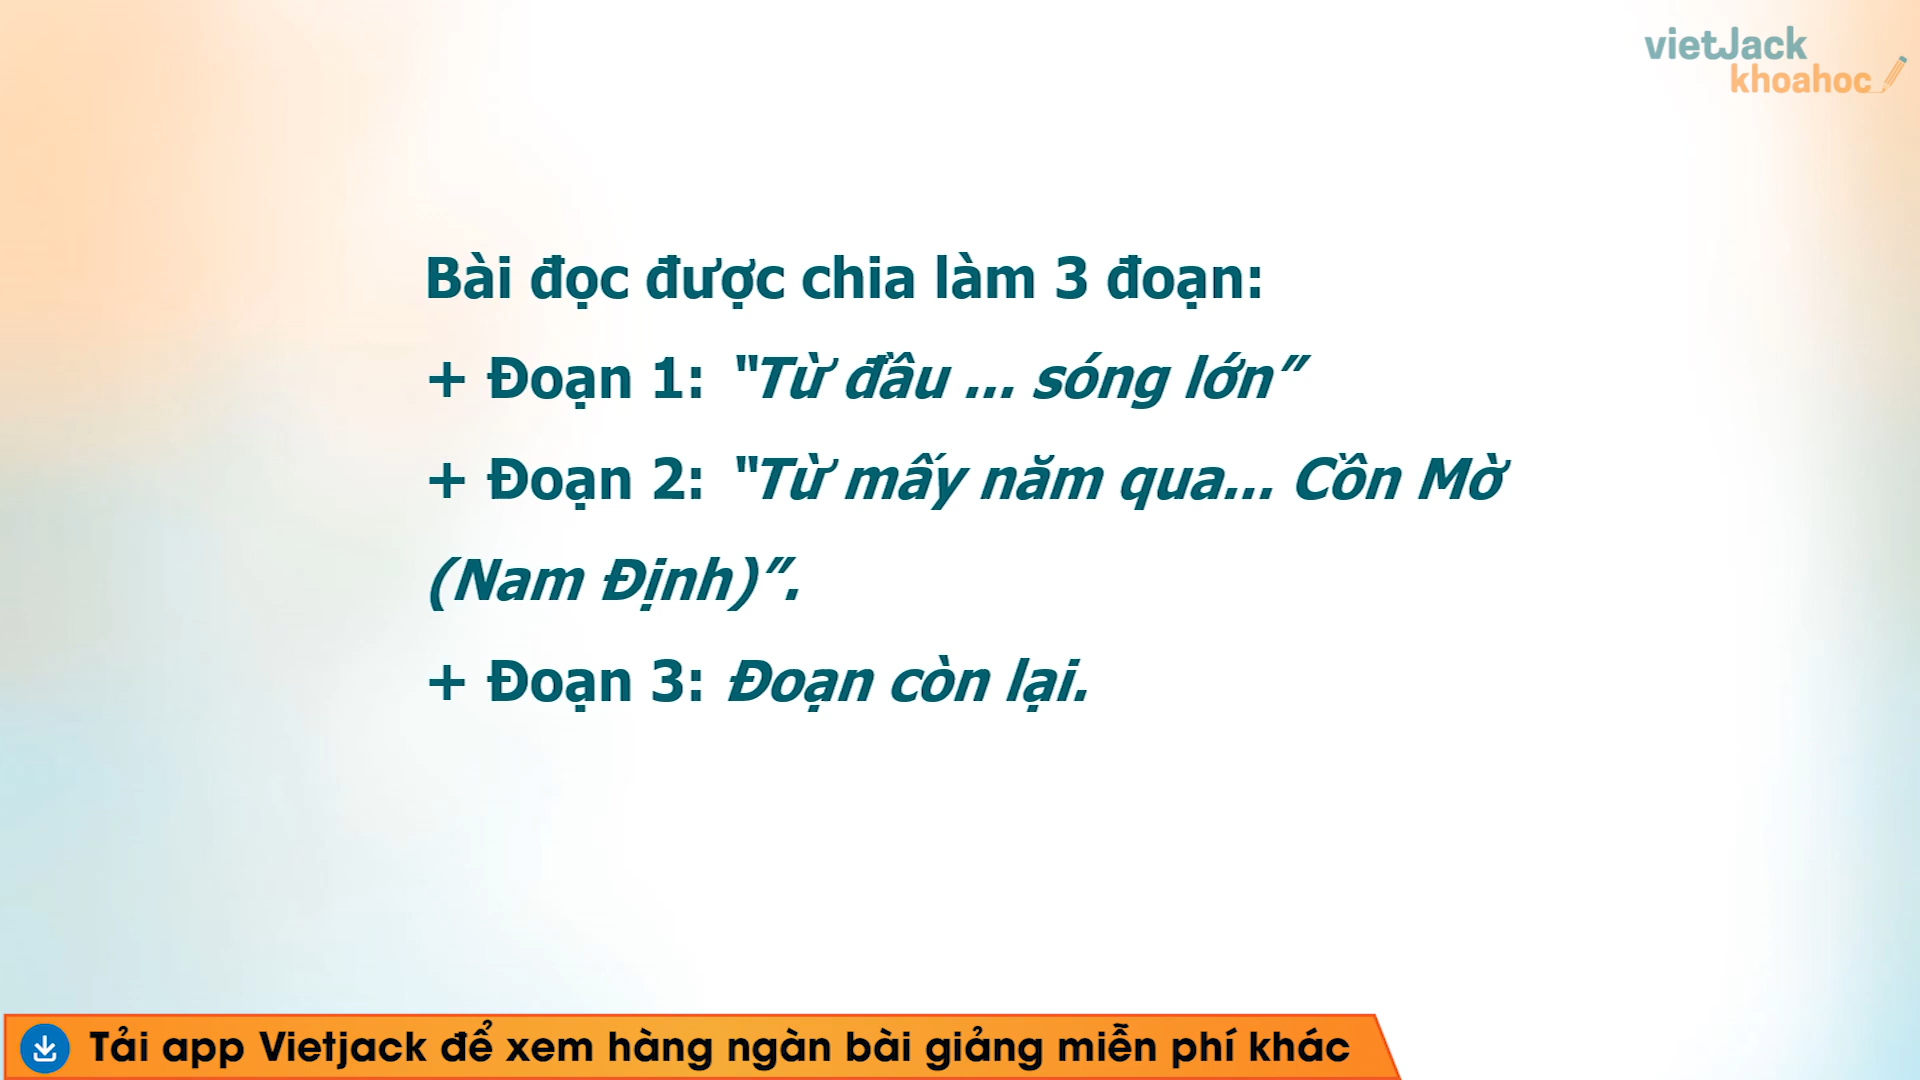 vietJack
khoahoc
Bài đọc được chia làm 3 đoạn:
+ Đoạn 1: "Từ đầu ... sóng lớn”
+ Đoạn 2: "Từ mấy năm qua... Cồn Mờ
(Nam Định)”.
+ Đoạn 3: Đoạn còn lại.
Tải app Vietjack để xem hàng ngàn bài giảng miễn phí khác